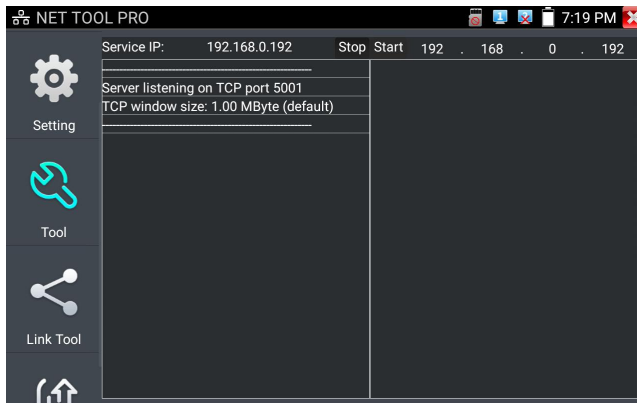 NET TOOL PRO 7:19 PM
Service IP: 192.168.0.192 Stop Start 192 . 168 . 0 . 192
Server listening on TCP port 5001
TCP window size: 1.00 MByte (default)
Setting
Tool
Link Tool